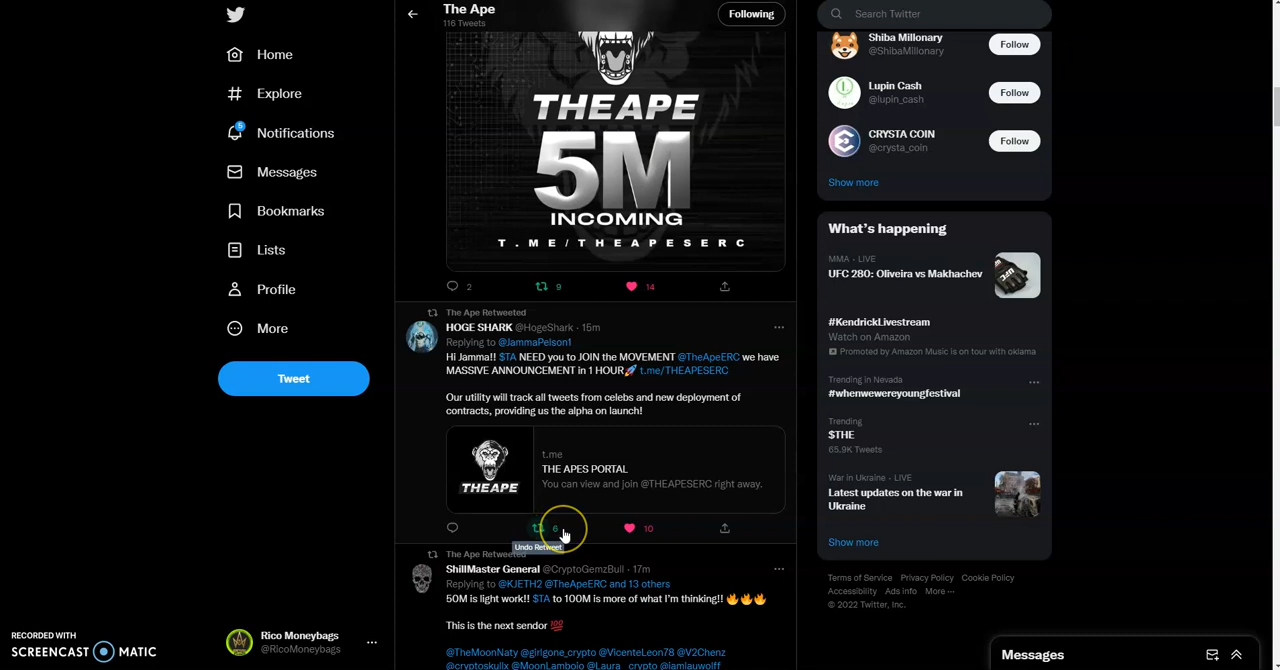 Home
Explore
5
Notifications
Messages
Bookmarks
Lists
Profile
More
Tweet
Rico Moneybags
@RIcoMoneybags
RECORDED WITH
SCREENCAST MATIC
The Ape
116 Tweets
Following
THEAPE
5M
INCOMING
T.ME/THEAPESERC
2 9 14
The Ape Retweeted
HOGE SHARK @HogeShark · 15m
Replying to @JammaPelson1
Hi Jamma!! $TA NEED you to JOIN the MOVEMENT @TheApeERC we have
MASSIVE ANNOUNCEMENT in 1 HOUR🚀 t.me/THEAPESERC
Our utility will track all tweets from celebs and new deployment of
contracts, providing us the alpha on launch!
THEAPE
t.me
THE APES PORTAL
You can view and join @THEAPESERC right away.
6 10
Undo Retweet
The Ape Retweeted
ShillMaster General @CryptoGemzBull · 17m
Replying to @KJETH2 @TheApeERC and 13 others
50M is light work!! $TA to 100M is more of what I'm thinking!! 🔥🔥🔥
This is the next sendor 💯
@TheMoonNaty @girlgone_crypto @VicenteLeon78 @V2Chenz
@cryptoskullx @MoonLamboio @Laura_crypto @iamlauwolff
Search Twitter
Shiba Millonary
@ShibaMllonary
Follow
Lupin Cash
@lupin_cash
Follow
CRYSTA COIN
@crysta_coin
Follow
Show more
What's happening
MMA · LIVE
UFC 280: Oliveira vs Makhachev
#KendrickLivestream
Watch on Amazon
Promoted by Amazon Music is on tour with oklama
Trending in Nevada
#whenwewereyoungfestival
Trending
$THE
65.9K Tweets
War in Ukraine · LIVE
Latest updates on the war in
Ukraine
Show more
Terms of Service Privacy Policy Cookie Policy
Accessibility Ads info More ···
© 2022 Twitter, Inc.
Messages